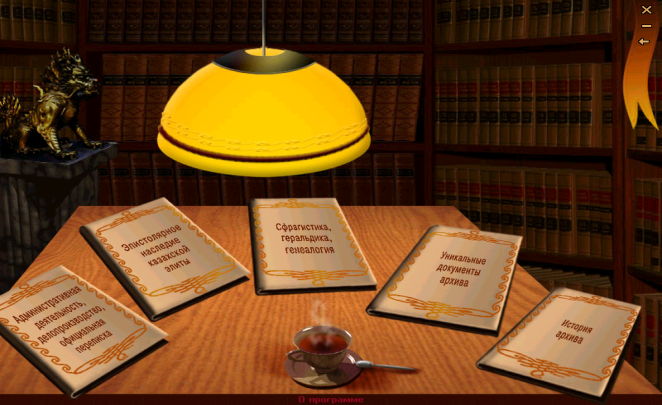 Административная
деятельность,
делопроизводство,
официальная
переписка
Эпистолярное
наследие
казахской
элиты
Сфрагистика,
геральдика,
генеалогия
Уникальные
документы
архива
История
архива
О программе